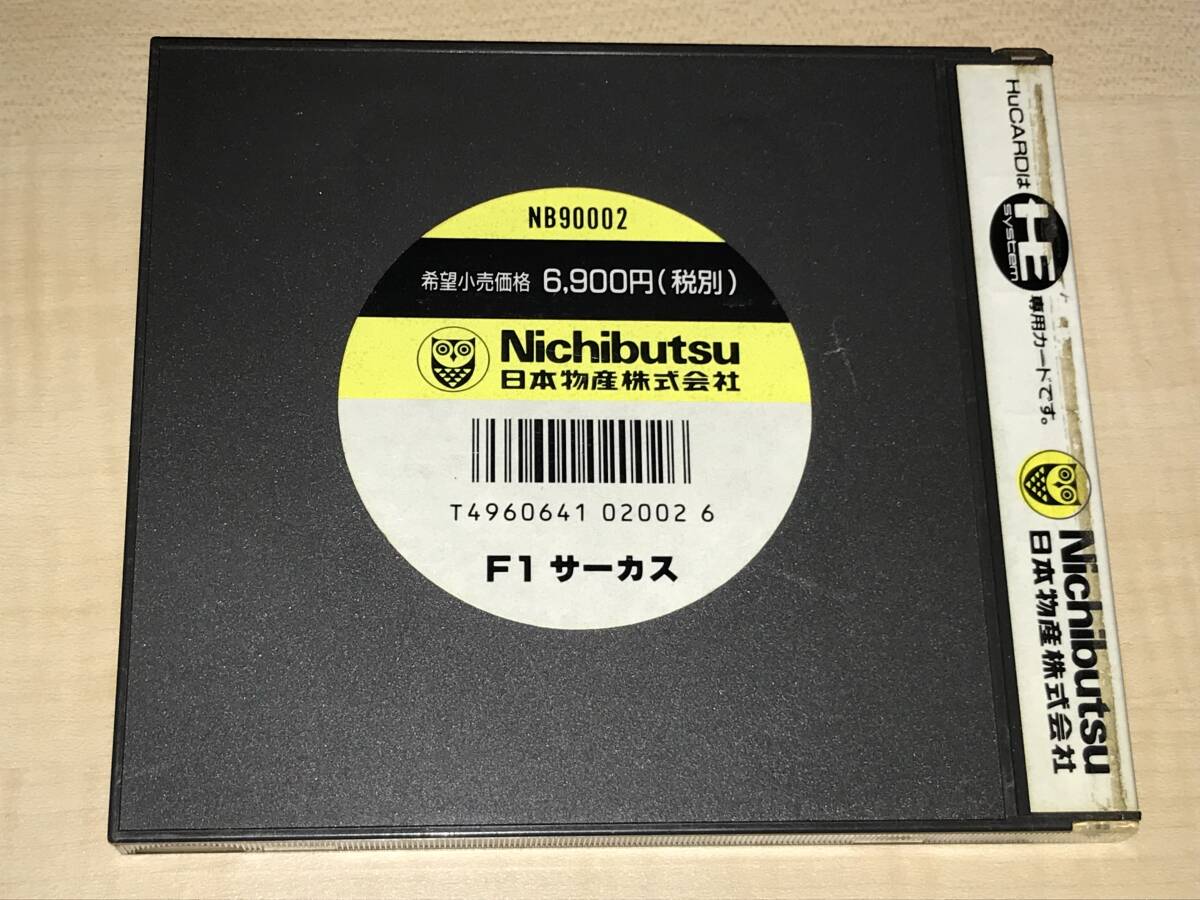 NB90002
希望小売価格 6,900円(税別)
Nichibutsu
日本物産株式会社
T4960641 02002 6
F1 サーカス
HuCARDは HE system 専用カードです。
Nichibutsu
日本物産株式会社